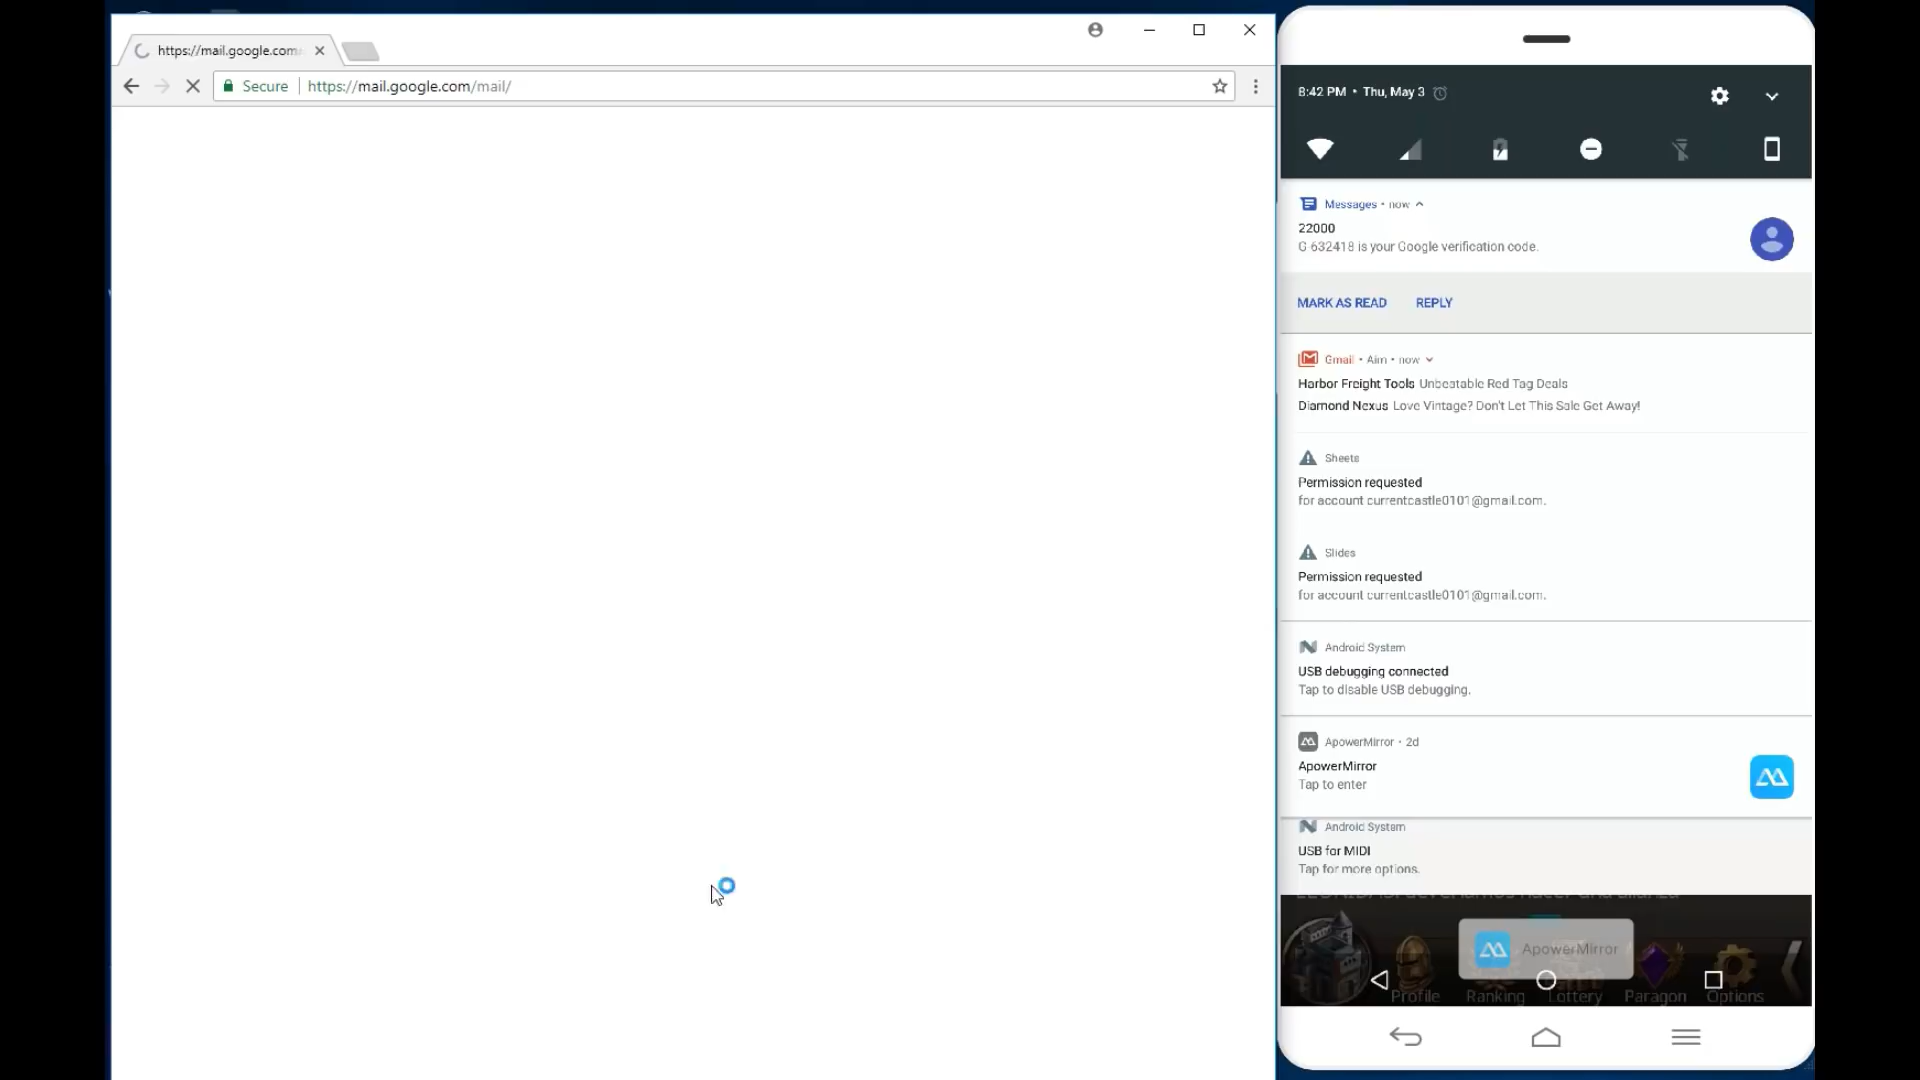 https://mail.google.com
Secure https://mail.google.com/mail/
8:42 PM • Thu, May 3
Messages • now
22000
G 632418 is your Google verification code.
MARK AS READ REPLY
Gmail • Aim • now
Harbor Freight Tools Unbeatable Red Tag Deals
Diamond Nexus Love Vintage? Don't Let This Sale Get Away!
Sheets
Permission requested
for account currentcastle0101@gmail.com.
Slides
Permission requested
for account currentcastle0101@gmail.com.
Android System
USB debugging connected
Tap to disable USB debugging.
ApowerMirror • 2d
ApowerMirror
Tap to enter
Android System
USB for MIDI
Tap for more options.
ApowerMirror
Profile Ranking Lottery Paragon Options